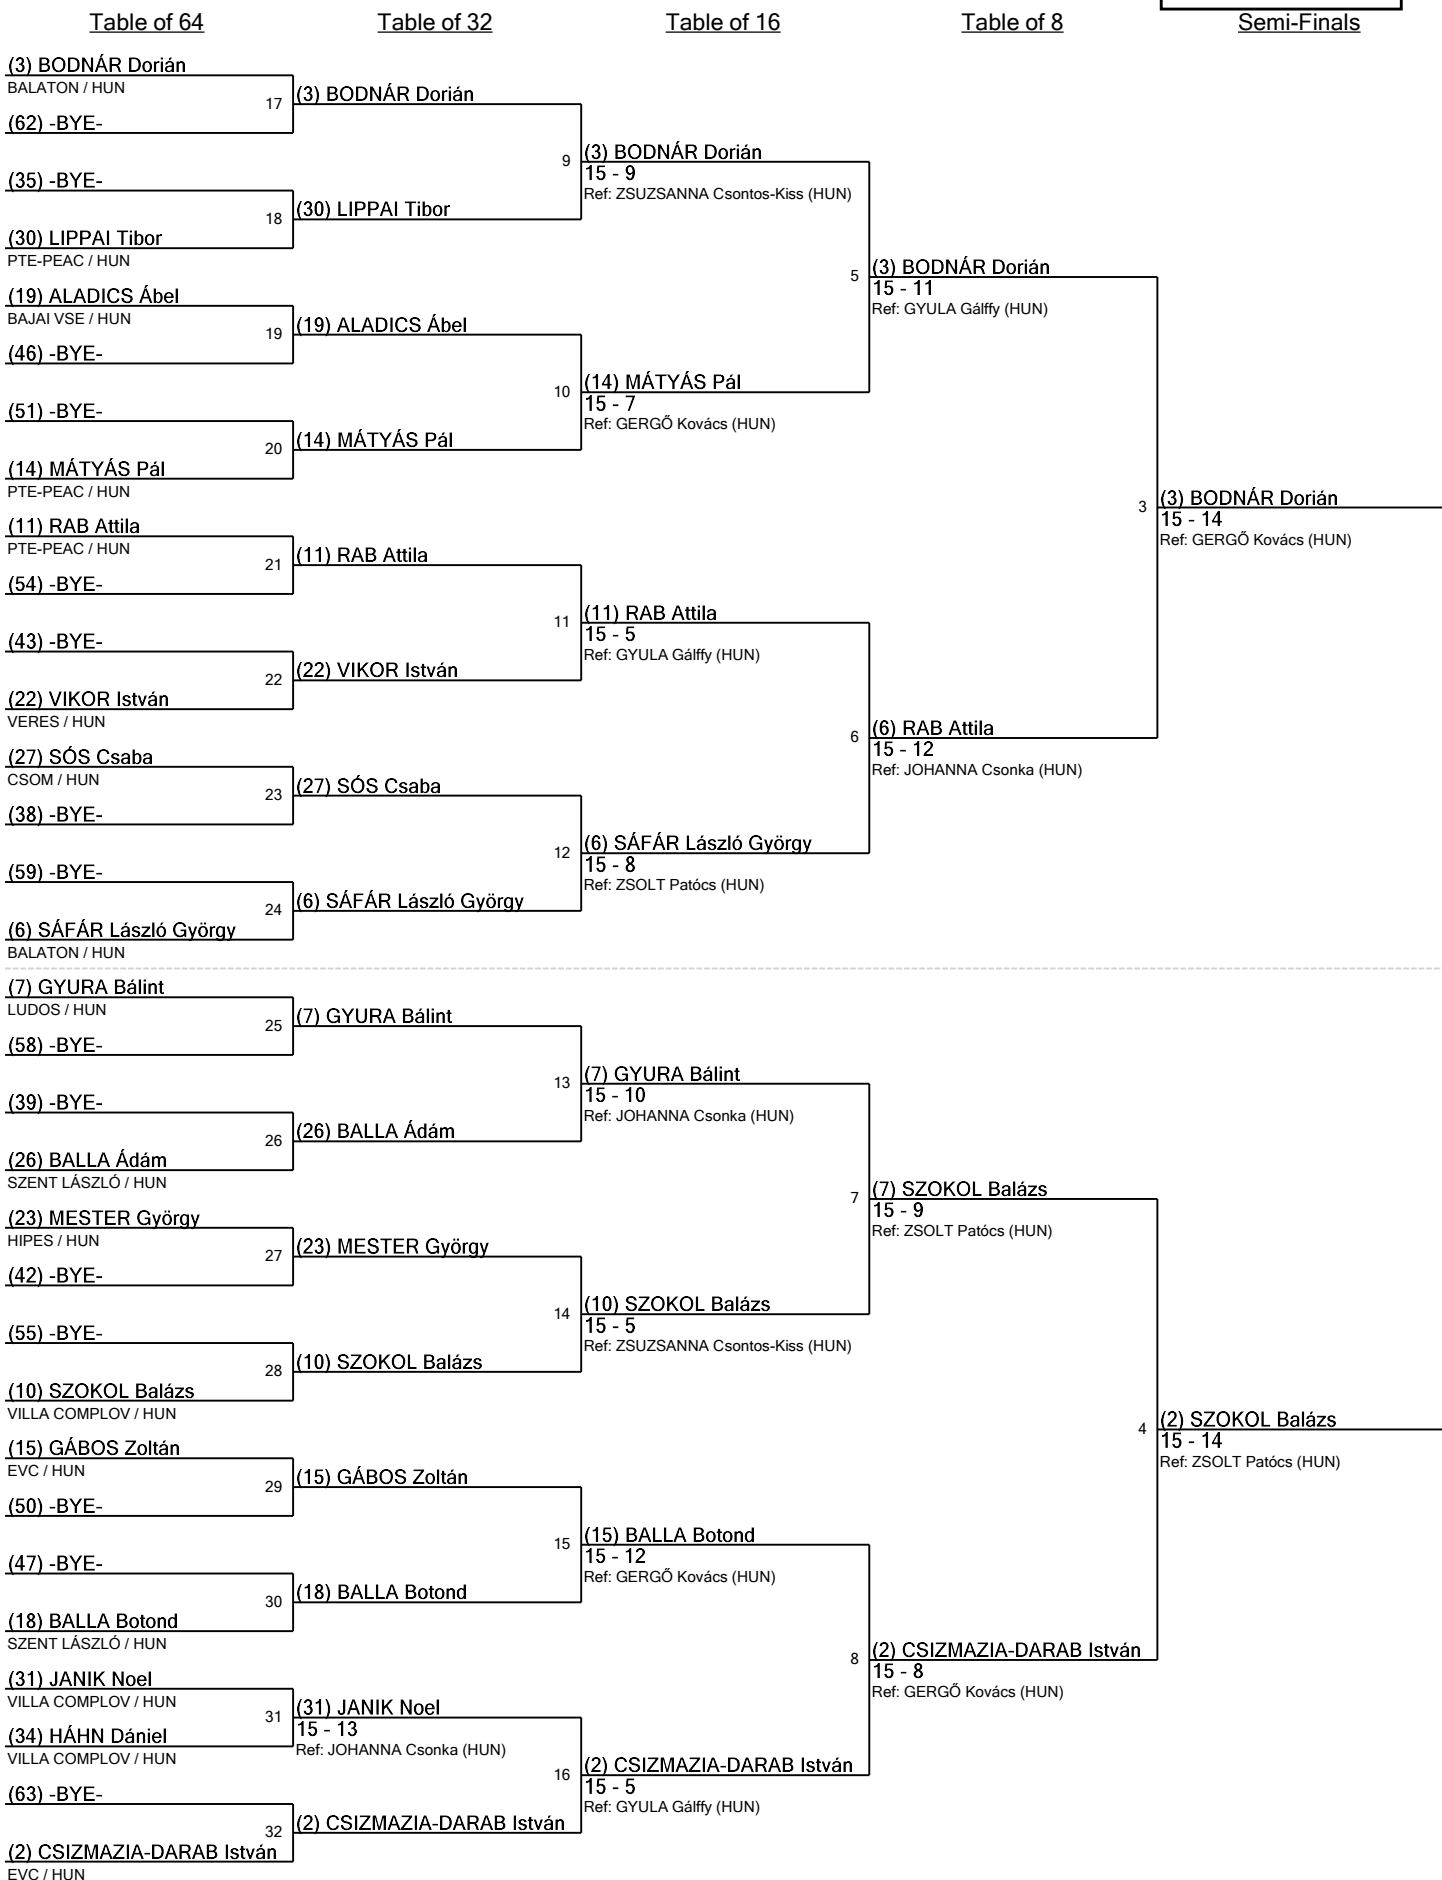 Table of 64
Table of 32
Table of 16
Table of 8
Semi-Finals
(3) BODNÁR Dorián
BALATON / HUN
17
(62) -BYE-
(35) -BYE-
18
(30) LIPPAI Tibor
PTE-PEAC / HUN
(19) ALADICS Ábel
BAJAI VSE / HUN
19
(46) -BYE-
(51) -BYE-
20
(14) MÁTYÁS Pál
PTE-PEAC / HUN
(11) RAB Attila
PTE-PEAC / HUN
21
(54) -BYE-
(43) -BYE-
22
(22) VIKOR István
VERES / HUN
(27) SÓS Csaba
CSOM / HUN
23
(38) -BYE-
(59) -BYE-
24
(6) SÁFÁR László György
BALATON / HUN
(7) GYURA Bálint
LUDOS / HUN
25
(58) -BYE-
(39) -BYE-
26
(26) BALLA Ádám
SZENT LÁSZLÓ / HUN
(23) MESTER György
HIPES / HUN
27
(42) -BYE-
(55) -BYE-
28
(10) SZOKOL Balázs
VILLA COMPLOV / HUN
(15) GÁBOS Zoltán
EVC / HUN
29
(50) -BYE-
(47) -BYE-
30
(18) BALLA Botond
SZENT LÁSZLÓ / HUN
(31) JANIK Noel
VILLA COMPLOV / HUN
31
(34) HÁHN Dániel
VILLA COMPLOV / HUN
(63) -BYE-
32
(2) CSIZMAZIA-DARAB István
EVC / HUN
(3) BODNÁR Dorián
9
(30) LIPPAI Tibor
(19) ALADICS Ábel
10
(14) MÁTYÁS Pál
(11) RAB Attila
11
(22) VIKOR István
(27) SÓS Csaba
12
(6) SÁFÁR László György
(7) GYURA Bálint
13
(26) BALLA Ádám
(23) MESTER György
14
(10) SZOKOL Balázs
(15) GÁBOS Zoltán
15
(18) BALLA Botond
(31) JANIK Noel
15 - 13
Ref: JOHANNA Csonka (HUN)
16
(2) CSIZMAZIA-DARAB István
(3) BODNÁR Dorián
15 - 9
Ref: ZSUZSANNA Csontos-Kiss (HUN)
5
(14) MÁTYÁS Pál
15 - 7
Ref: GERGŐ Kovács (HUN)
(11) RAB Attila
15 - 5
Ref: GYULA Gálffy (HUN)
6
(6) SÁFÁR László György
15 - 8
Ref: ZSOLT Patócs (HUN)
(7) GYURA Bálint
15 - 10
Ref: JOHANNA Csonka (HUN)
7
(10) SZOKOL Balázs
15 - 5
Ref: ZSUZSANNA Csontos-Kiss (HUN)
(15) BALLA Botond
15 - 12
Ref: GERGŐ Kovács (HUN)
8
(2) CSIZMAZIA-DARAB István
15 - 5
Ref: GYULA Gálffy (HUN)
(3) BODNÁR Dorián
15 - 11
Ref: GYULA Gálffy (HUN)
3
(6) RAB Attila
15 - 12
Ref: JOHANNA Csonka (HUN)
(7) SZOKOL Balázs
15 - 9
Ref: ZSOLT Patócs (HUN)
4
(2) CSIZMAZIA-DARAB István
15 - 8
Ref: GERGŐ Kovács (HUN)
(3) BODNÁR Dorián
15 - 14
Ref: GERGŐ Kovács (HUN)
(2) SZOKOL Balázs
15 - 14
Ref: ZSOLT Patócs (HUN)